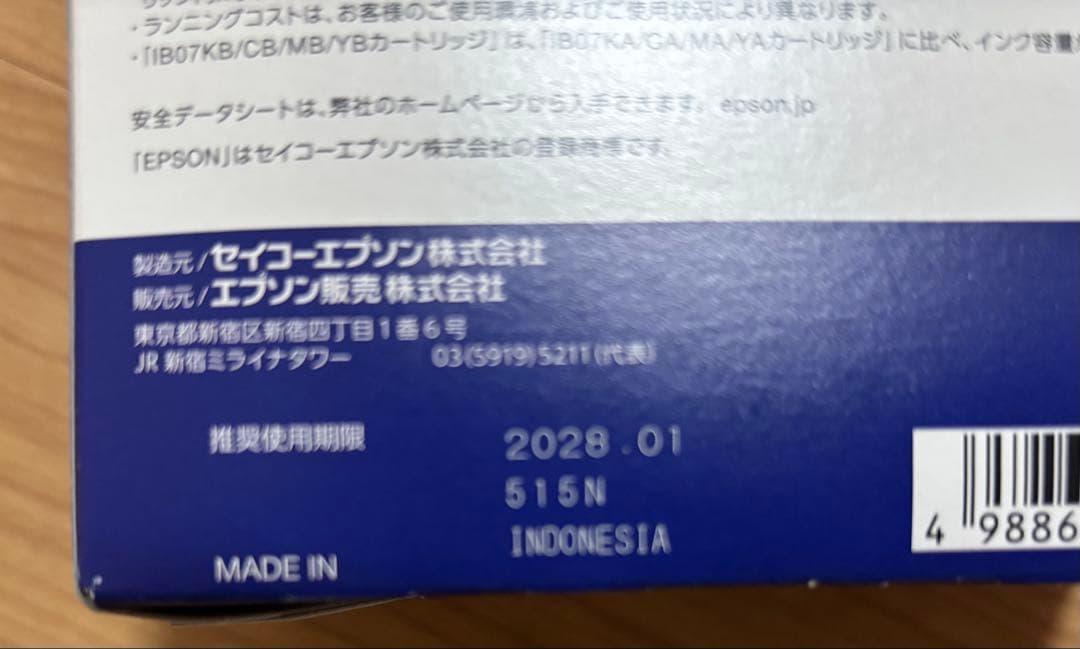 ・ランニングコストは、お客様のご使用環境およびご使用状況により異なります。
・「IB07KB/CB/MB/YBカートリッジ」は、「IB07KA/CA/MA/YAカートリッジ」に比べ、インク容量
安全データシートは、弊社のホームページから入手できます。 epson.jp
「EPSON」はセイコーエプソン株式会社の登録商標です。
製造元/セイコーエプソン株式会社
販売元/エプソン販売株式会社
東京都新宿区新宿四丁目1番6号
JR 新宿ミライナタワー 03(5919)5211(代表)
推奨使用期限 2028.01
515N
INDONESIA
MADE IN
4 9886